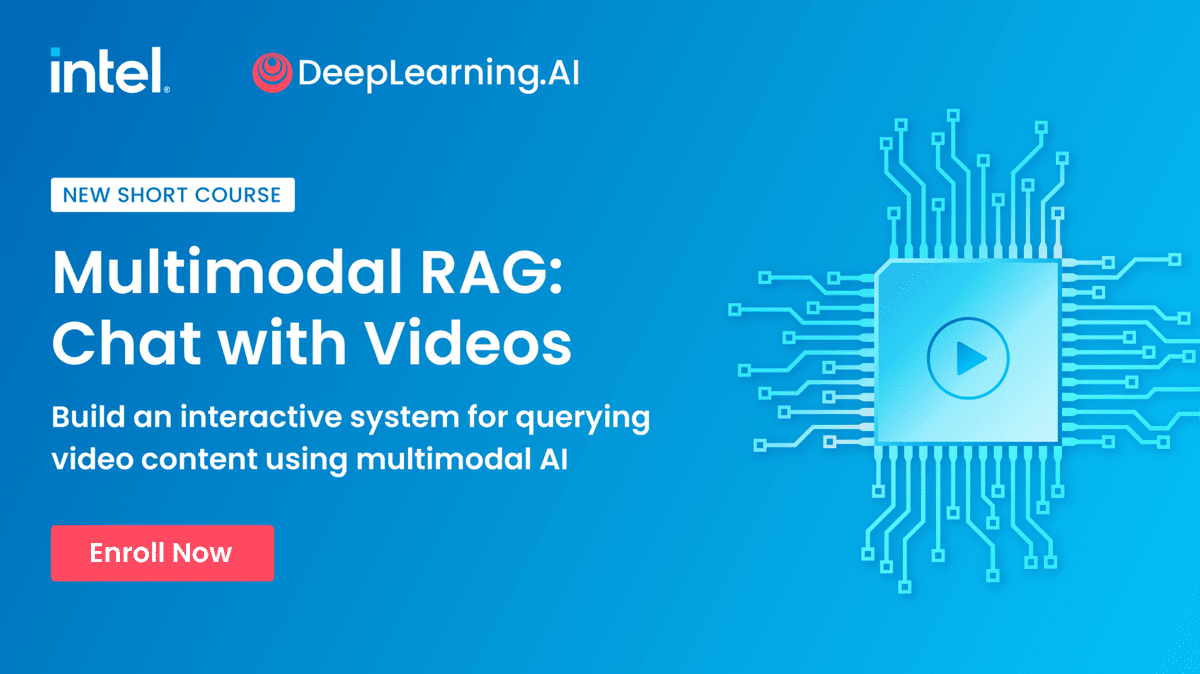 intel®
DeepLearning.AI
NEW SHORT COURSE
Multimodal RAG:
Chat with Videos
Build an interactive system for querying
video content using multimodal AI
Enroll Now